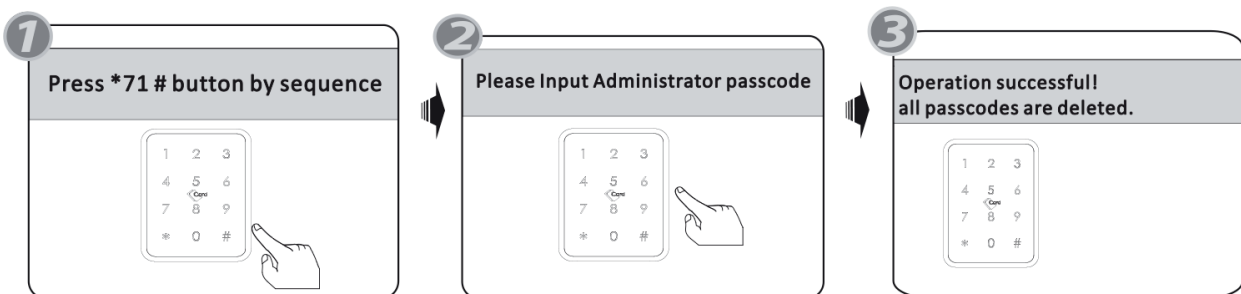 1
Press *71 # button by sequence
1 2 3
4 5 6
Card
7 8 9
* 0 #
2
Please Input Administrator passcode
1 2 3
4 5 6
Card
7 8 9
* 0 #
3
Operation successful!
all passcodes are deleted.
1 2 3
4 5 6
Card
7 8 9
* 0 #